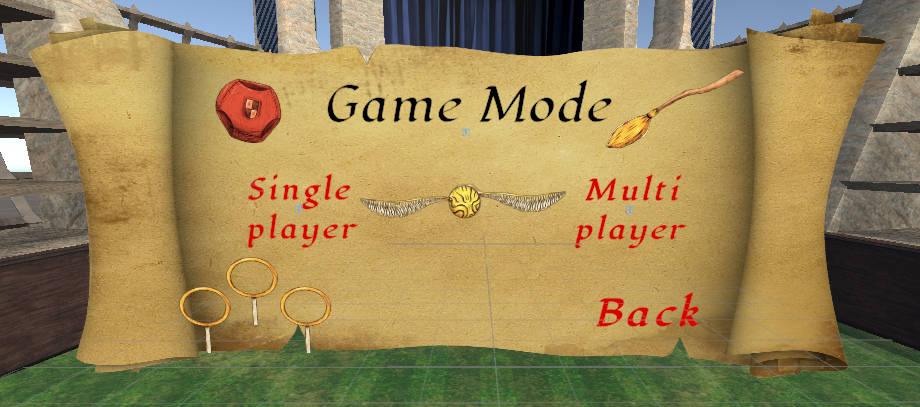 Game Mode
Single
player
Multi
player
Back